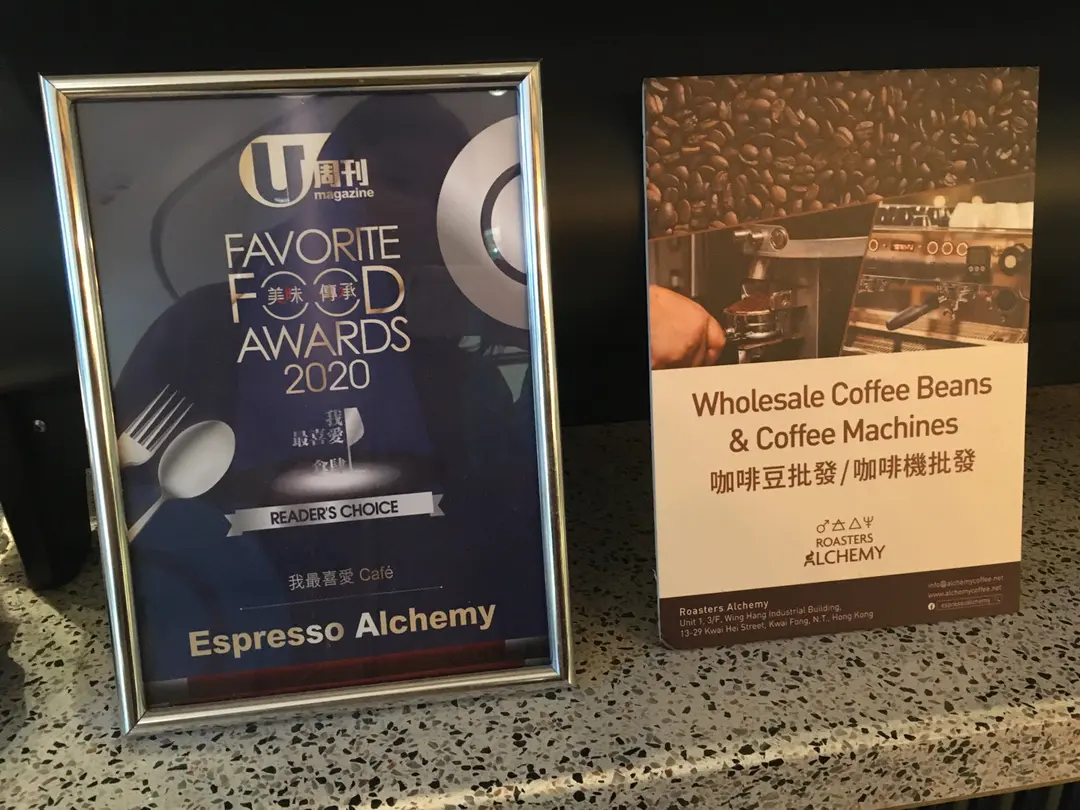 U周刊
magazine
FAVORITE
FOOD
美味 傳承
AWARDS
2020
我
最喜愛
食肆
READER'S CHOICE
我最喜愛 Café
Espresso Alchemy
Wholesale Coffee Beans
& Coffee Machines
咖啡豆批發/咖啡機批發
ROASTERS
ALCHEMY
Roasters Alchemy
Unit 1, 3/F, Wing Hang Industrial Building,
13-29 Kwai Hei Street, Kwai Fong, N.T., Hong Kong
info@alchemycoffee.net
www.alchemycoffee.net
espressoalchemy